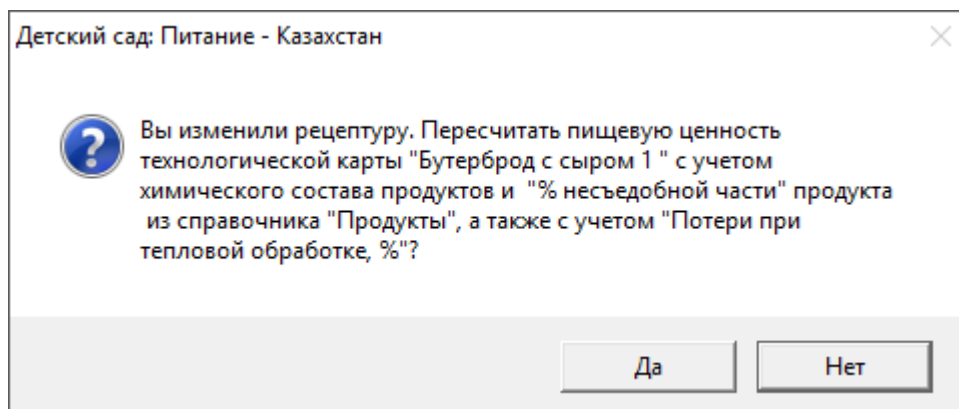 Детский сад: Питание - Казахстан
Вы изменили рецептуру. Пересчитать пищевую ценность
технологической карты "Бутерброд с сыром 1 " с учетом
химического состава продуктов и  "% несъедобной части" продукта
из справочника "Продукты", а также с учетом "Потери при
тепловой обработке, %"?
Да
Нет